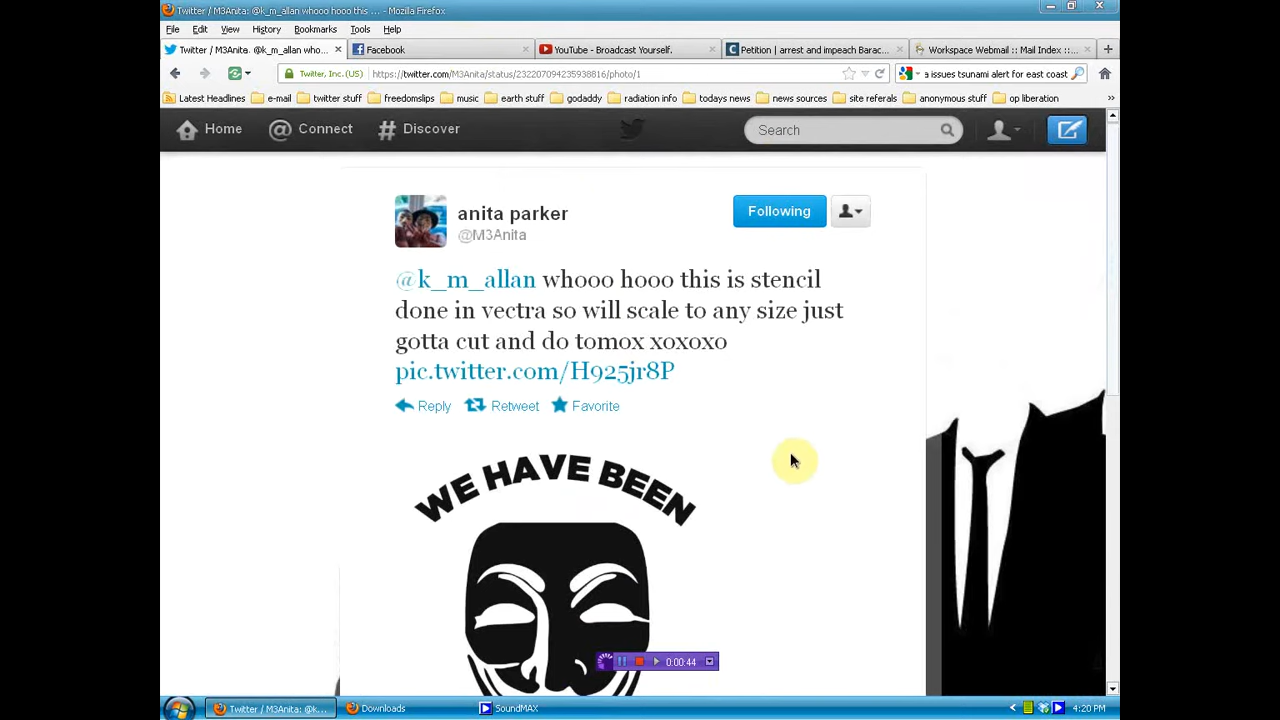 Twitter / M3Anita: @k_m_allan whooo hooo this ... - Mozilla Firefox
File Edit View History Bookmarks Tools Help
Twitter / M3Anita: @k_m_allan who... Facebook YouTube - Broadcast Yourself. Petition | arrest and impeach Barac... Workspace Webmail :: Mail Index ::...
Twitter, Inc. (US) https://twitter.com/M3Anita/status/232207094235938816/photo/1 a issues tsunami alert for east coast
Latest Headlines e-mail twitter stuff freedomslips music earth stuff godaddy radiation info todays news news sources site referals anonymous stuff op liberation »
Home @ Connect # Discover Search
anita parker Following
@M3Anita
@k_m_allan whooo hooo this is stencil
done in vectra so will scale to any size just
gotta cut and do tomox xoxoxo
pic.twitter.com/H925jr8P
Reply Retweet Favorite
WE HAVE BEEN
0:00:44
Twitter / M3Anita: @k... Downloads SoundMAX 4:20 PM